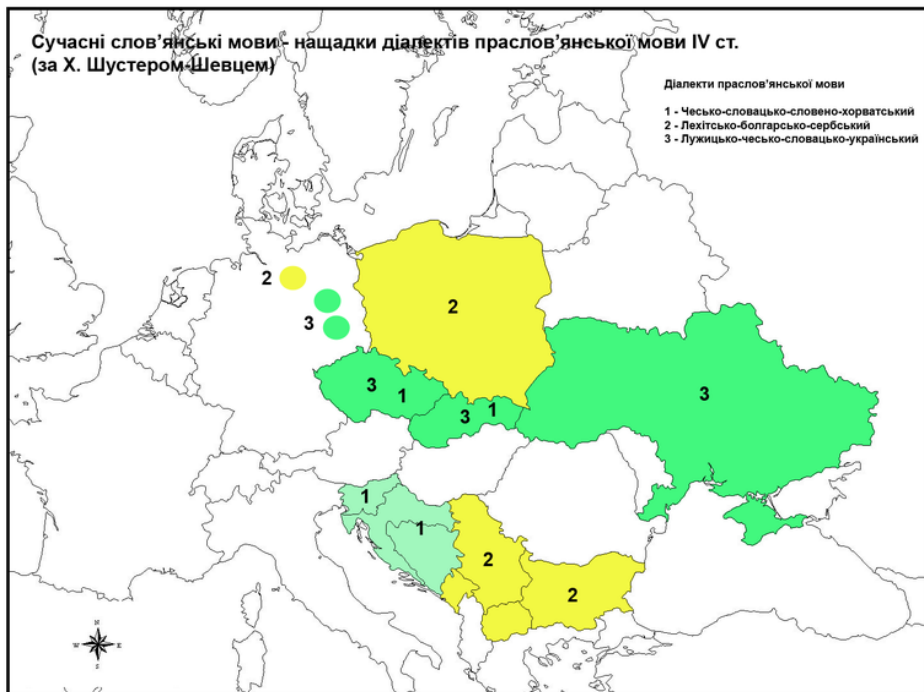 Сучасні слов’янські мови - нащадки діалектів праслов’янської мови IV ст.
(за Х. Шустером-Шевцем)
Діалекти праслов’янської мови
1 - Чесько-словацько-словено-хорватський
2 - Лехітсько-болгарсько-сербський
3 - Лужицько-чесько-словацько-український
2
3
2
3
1
3
1
3
1
1
2
2
N
W E
S